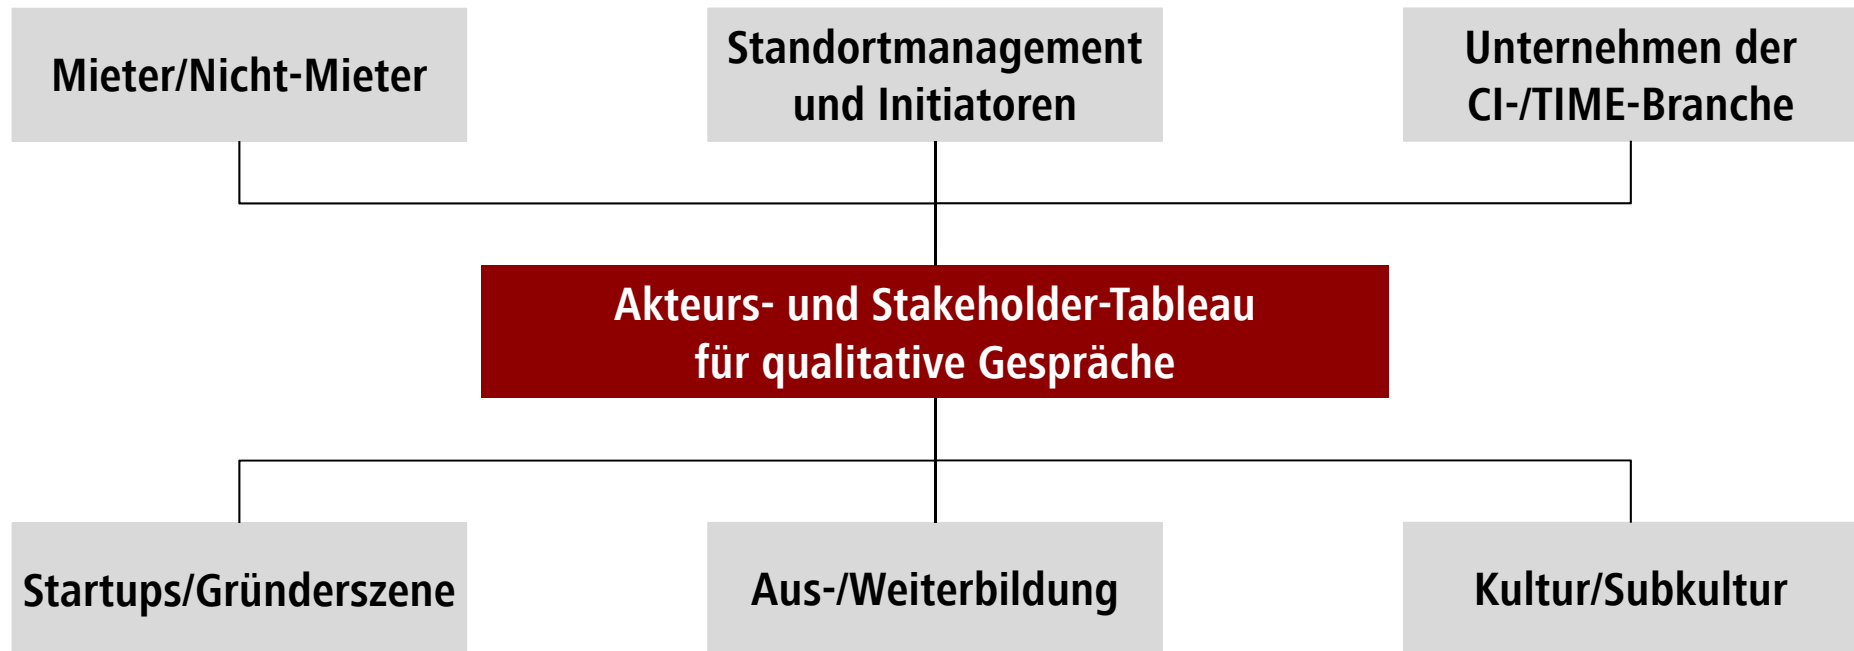 Mieter/Nicht-Mieter
Standortmanagement
und Initiatoren
Unternehmen der
CI-/TIME-Branche
Akteurs- und Stakeholder-Tableau
für qualitative Gespräche
Startups/Gründerszene
Aus-/Weiterbildung
Kultur/Subkultur